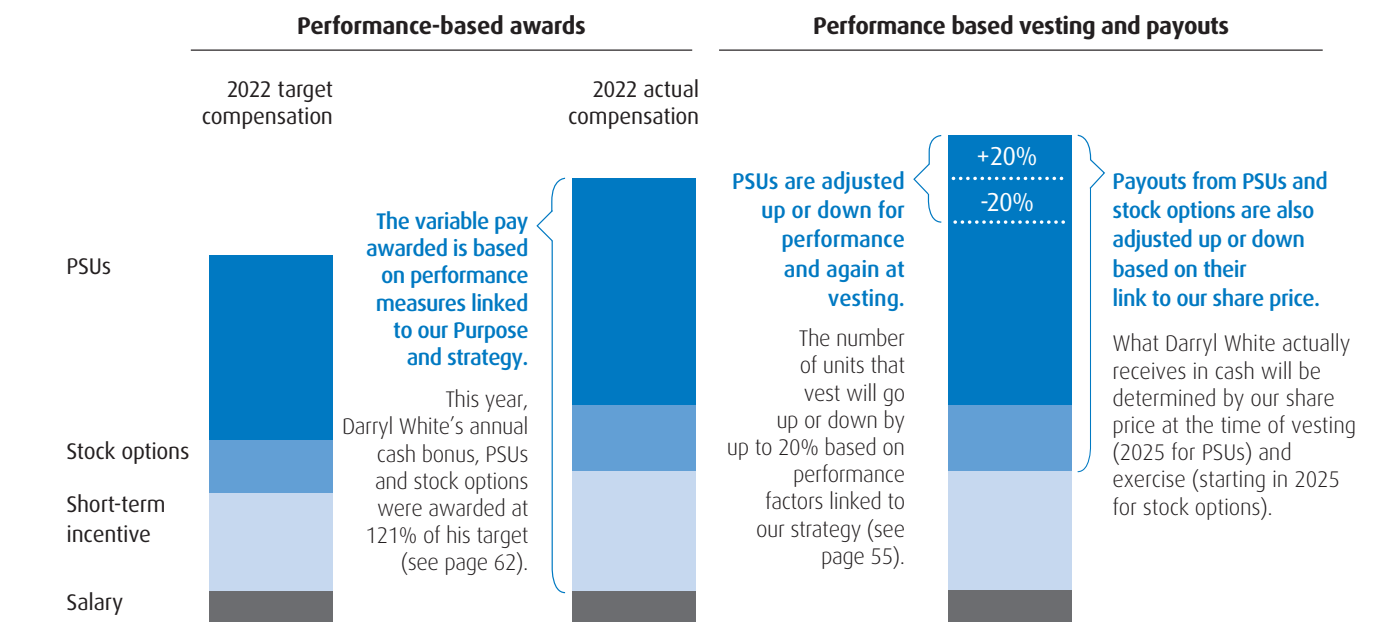 Performance-based awards
Performance based vesting and payouts
2022 target
compensation
2022 actual
compensation
PSUs
Stock options
Short-term
incentive
Salary
The variable pay
awarded is based
on performance
measures linked
to our Purpose
and strategy.
This year,
Darryl White’s annual
cash bonus, PSUs
and stock options
were awarded at
121% of his target
(see page 62).
PSUs are adjusted
up or down for
performance
and again at
vesting.
The number
of units that
vest will go
up or down by
up to 20% based on
performance
factors linked to
our strategy (see
page 55).
+20%
-20%
Payouts from PSUs and
stock options are also
adjusted up or down
based on their
link to our share price.
What Darryl White actually
receives in cash will be
determined by our share
price at the time of vesting
(2025 for PSUs) and
exercise (starting in 2025
for stock options).